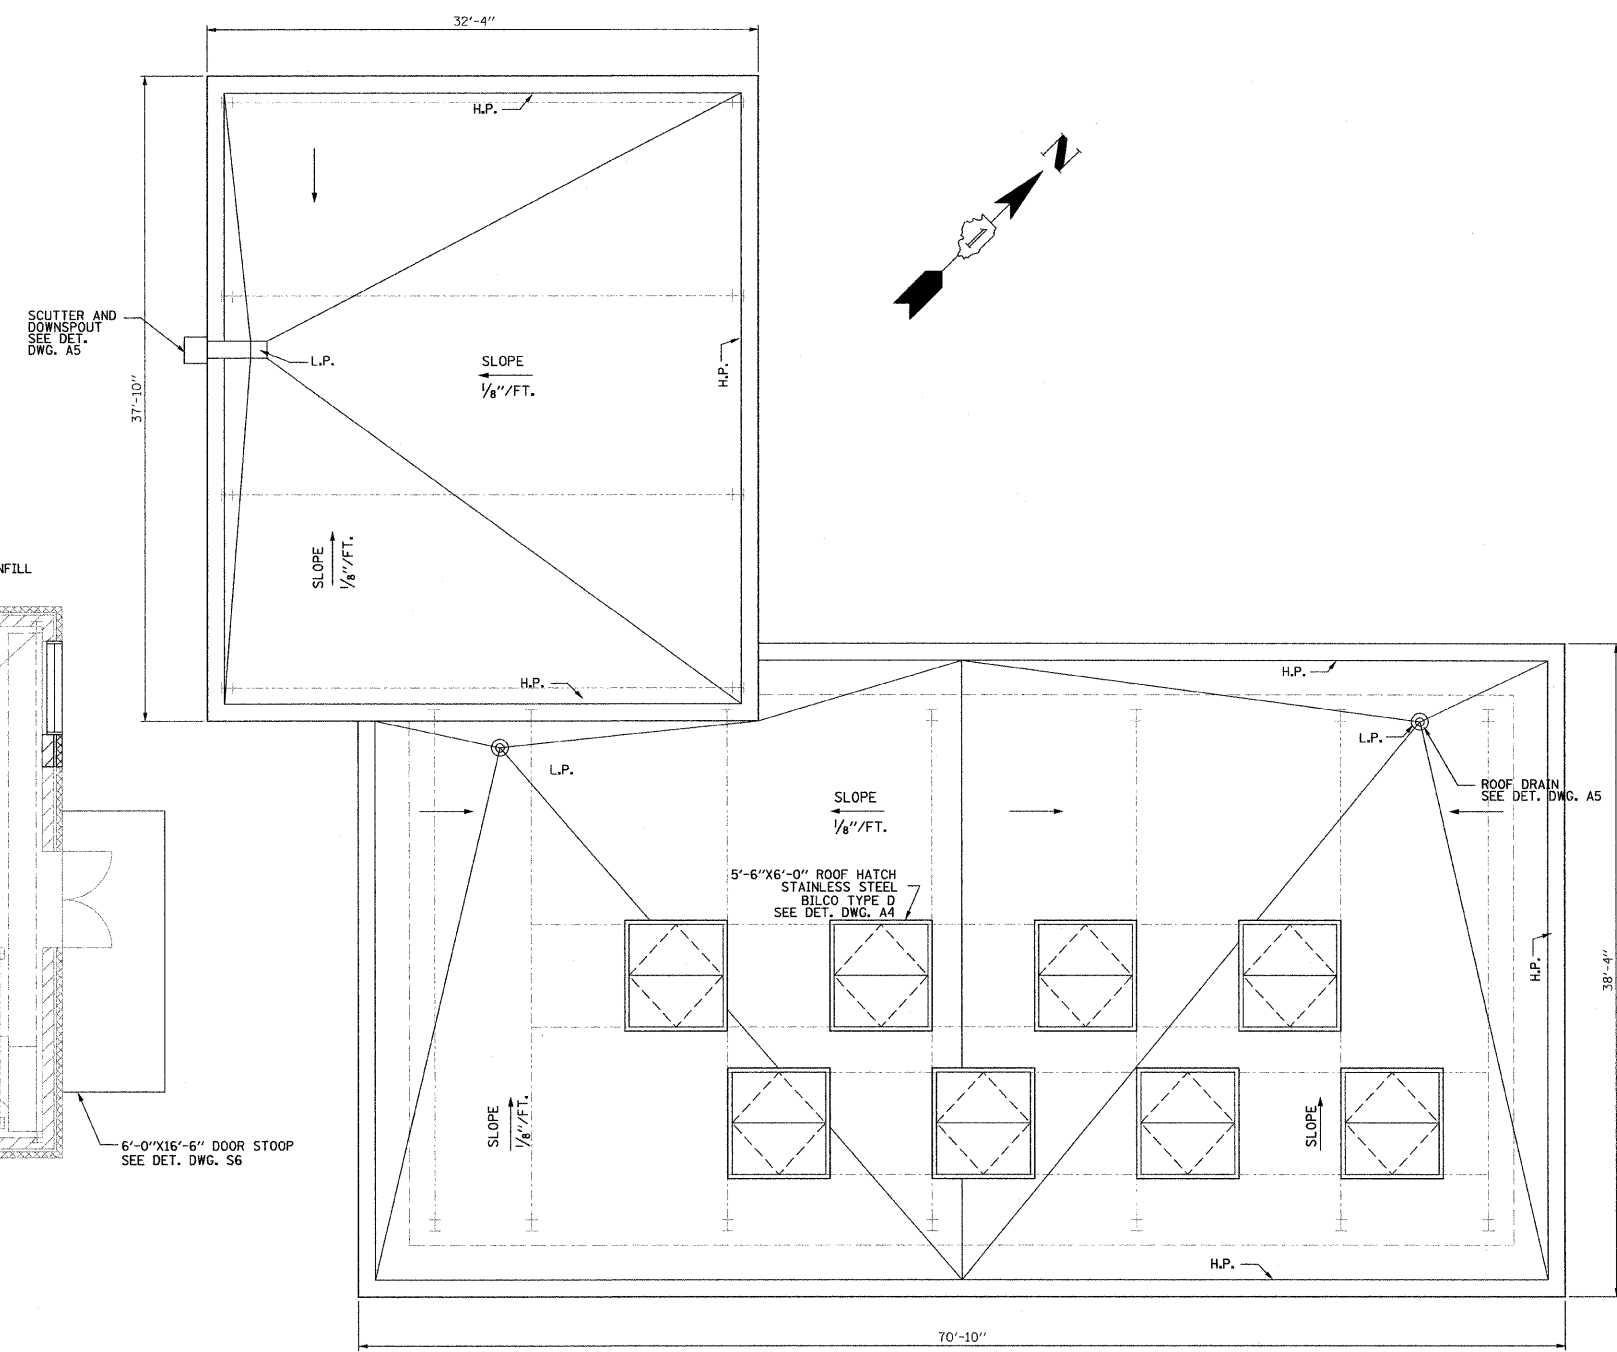 32'-4"
H.P.
SCUTTER AND
DOWNSPOUT
SEE DET.
DWG. A5
L.P.
SLOPE
1/8"/FT.
H.P.
37'-10"
SLOPE
1/8"/FT.
H.P.
N
1
NFILL
H.P.
L.P.
L.P.
ROOF DRAIN
SEE DET. DWG. A5
SLOPE
1/8"/FT.
5'-6"X6'-0" ROOF HATCH
STAINLESS STEEL
BILCO TYPE D
SEE DET. DWG. A4
H.P.
38'-4"
SLOPE
1/8"/FT.
SLOPE
6'-0"X16'-6" DOOR STOOP
SEE DET. DWG. S6
H.P.
70'-10"